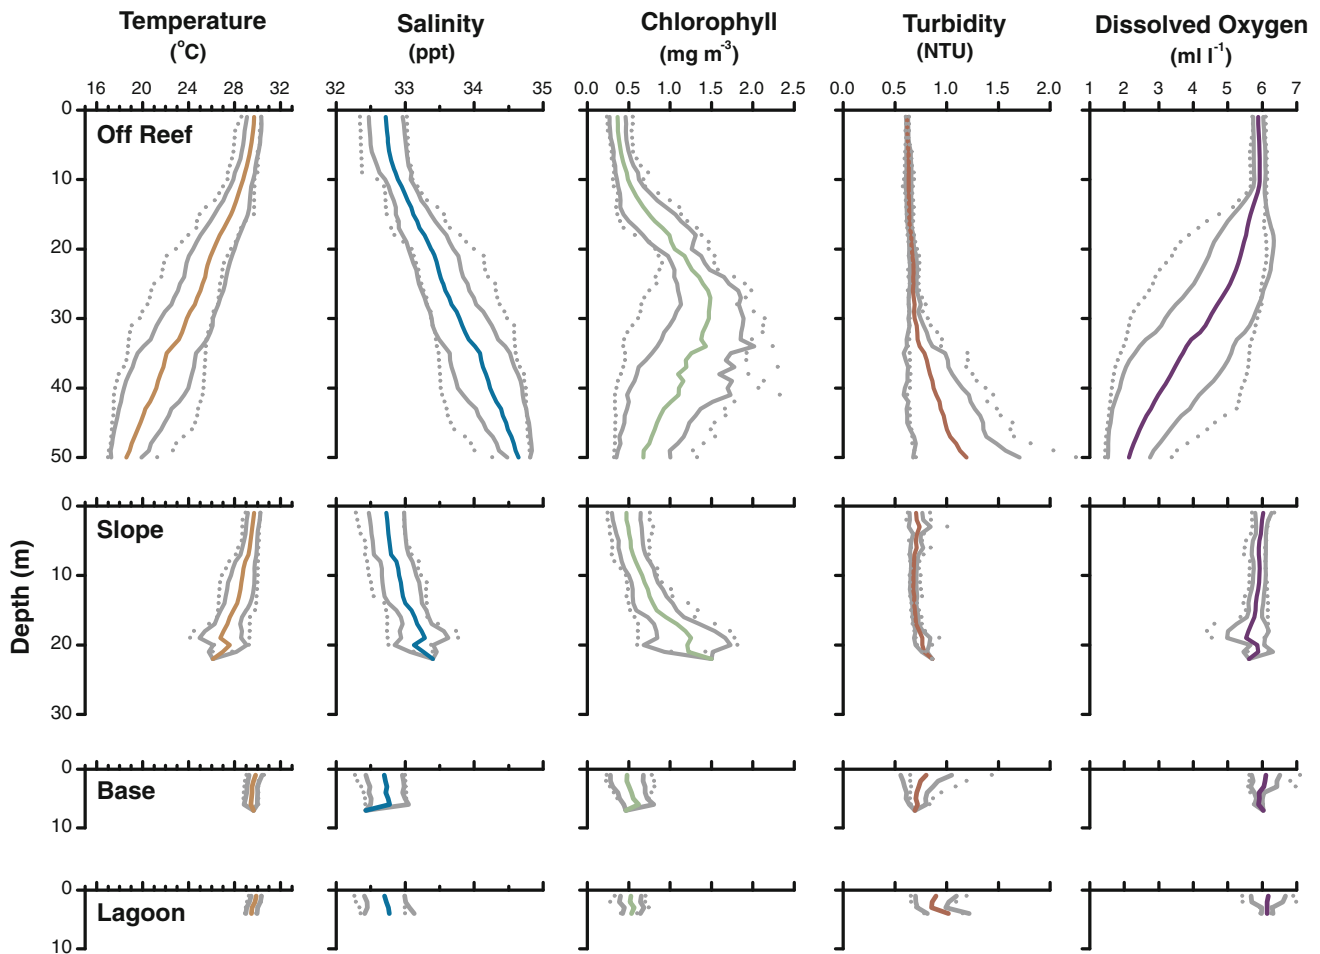 Temperature Salinity Chlorophyll Turbidity Dissolved Oxygen
(°C) (ppt) (mg m⁻³) (NTU) (ml l⁻¹)
16 20 24 28 32 32 33 34 35 0.0 0.5 1.0 1.5 2.0 2.5 0.0 0.5 1.0 1.5 2.0 1 2 3 4 5 6 7
0
Off Reef
10
20
30
40
50
0
Slope
10
20
30
Depth (m)
0
Base
10
0
Lagoon
10